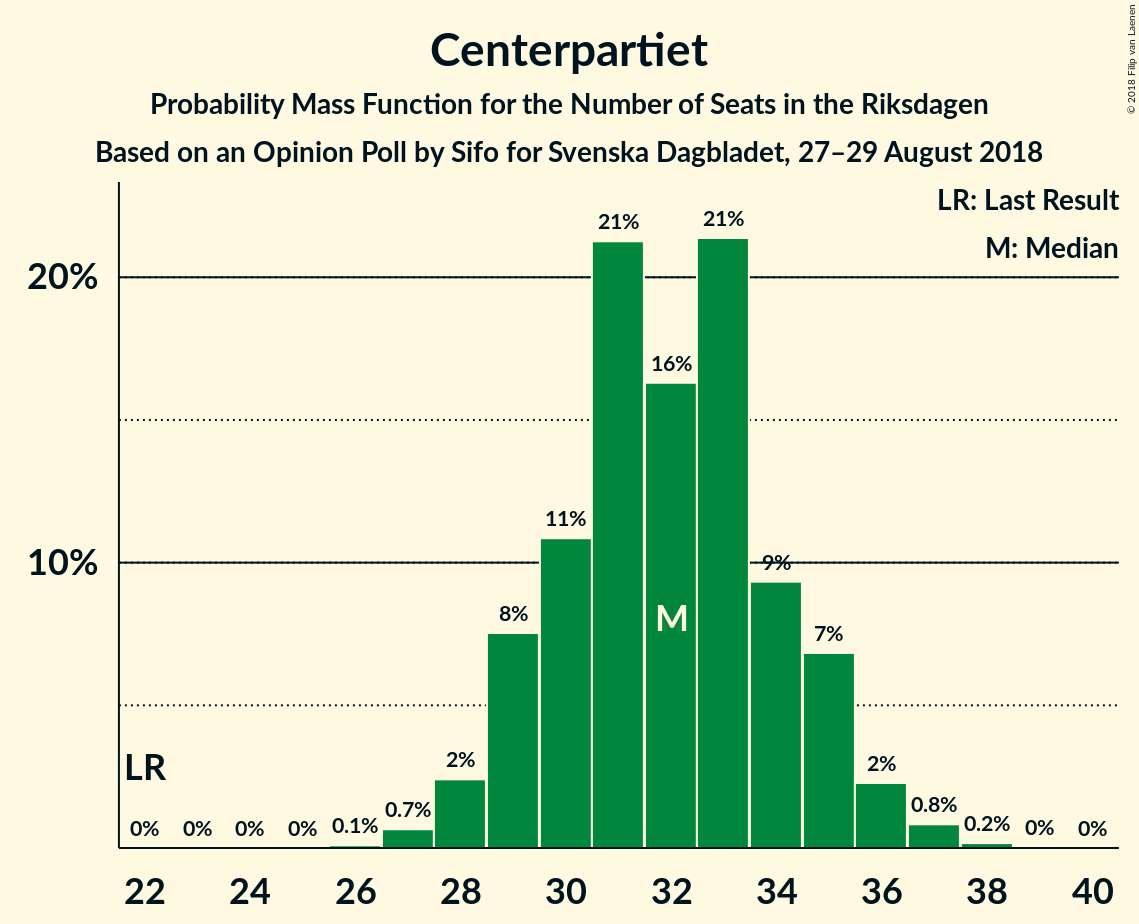 Centerpartiet
Probability Mass Function for the Number of Seats in the Riksdagen
Based on an Opinion Poll by Sifo for Svenska Dagbladet, 27–29 August 2018
© 2018 Filip van Laenen
LR: Last Result
M: Median
20%
10%
LR
M
0%
0%
0%
0%
0.1%
0.7%
2%
8%
11%
21%
16%
21%
9%
7%
2%
0.8%
0.2%
0%
0%
22 24 26 28 30 32 34 36 38 40